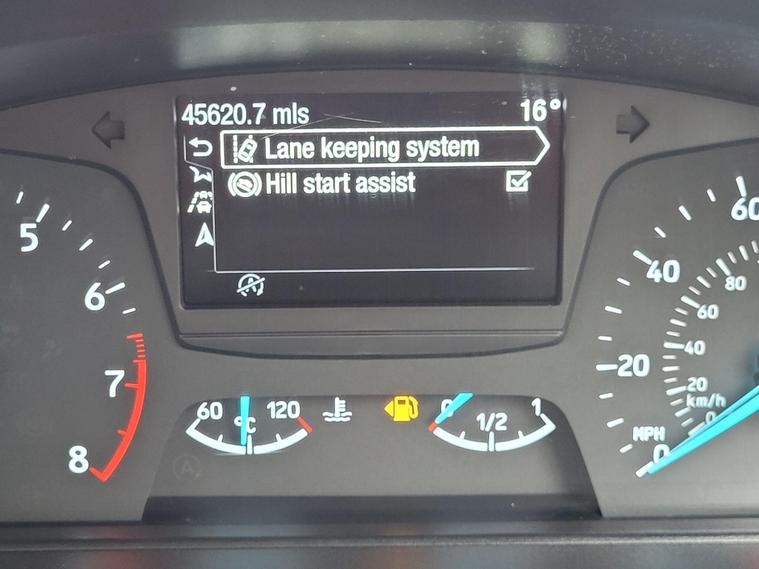 45620.7 mls 16°
Lane keeping system
Hill start assist
5
6
7
8
60 °C 120
0 1/2 1
60
40
20
0
MPH
80
60
40
20
km/h
0